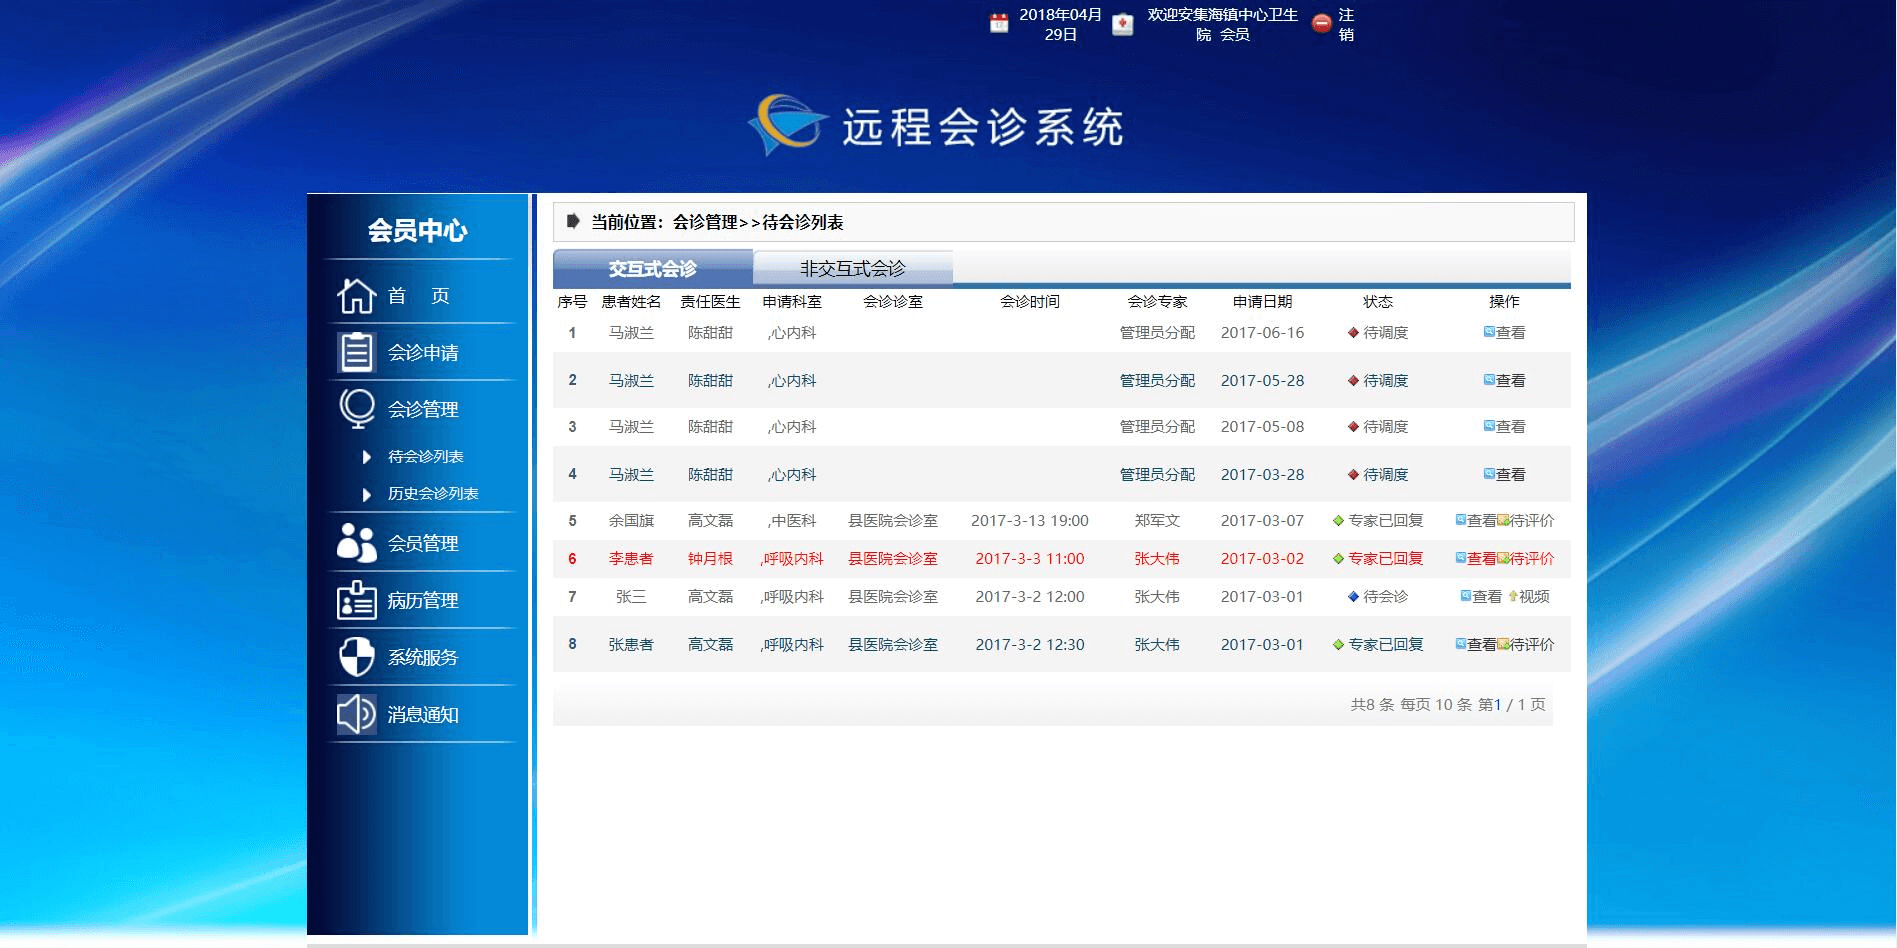 2018年04月
29日
欢迎安集海镇中心卫生
院 会员
注
销
远程会诊系统
会员中心
首 页
会诊申请
会诊管理
待会诊列表
历史会诊列表
会员管理
病历管理
系统服务
消息通知
当前位置：会诊管理>>待会诊列表
交互式会诊 非交互式会诊
序号 患者姓名 责任医生 申请科室 会诊诊室 会诊时间 会诊专家 申请日期 状态 操作
1 马淑兰 陈甜甜 ,心内科 管理员分配 2017-06-16 待调度 查看
2 马淑兰 陈甜甜 ,心内科 管理员分配 2017-05-28 待调度 查看
3 马淑兰 陈甜甜 ,心内科 管理员分配 2017-05-08 待调度 查看
4 马淑兰 陈甜甜 ,心内科 管理员分配 2017-03-28 待调度 查看
5 余国旗 高文磊 ,中医科 县医院会诊室 2017-3-13 19:00 郑军文 2017-03-07 专家已回复 查看 待评价
6 李患者 钟月根 ,呼吸内科 县医院会诊室 2017-3-3 11:00 张大伟 2017-03-02 专家已回复 查看 待评价
7 张三 高文磊 ,呼吸内科 县医院会诊室 2017-3-2 12:00 张大伟 2017-03-01 待会诊 查看 视频
8 张患者 高文磊 ,呼吸内科 县医院会诊室 2017-3-2 12:30 张大伟 2017-03-01 专家已回复 查看 待评价
共8 条 每页 10 条 第1 / 1 页